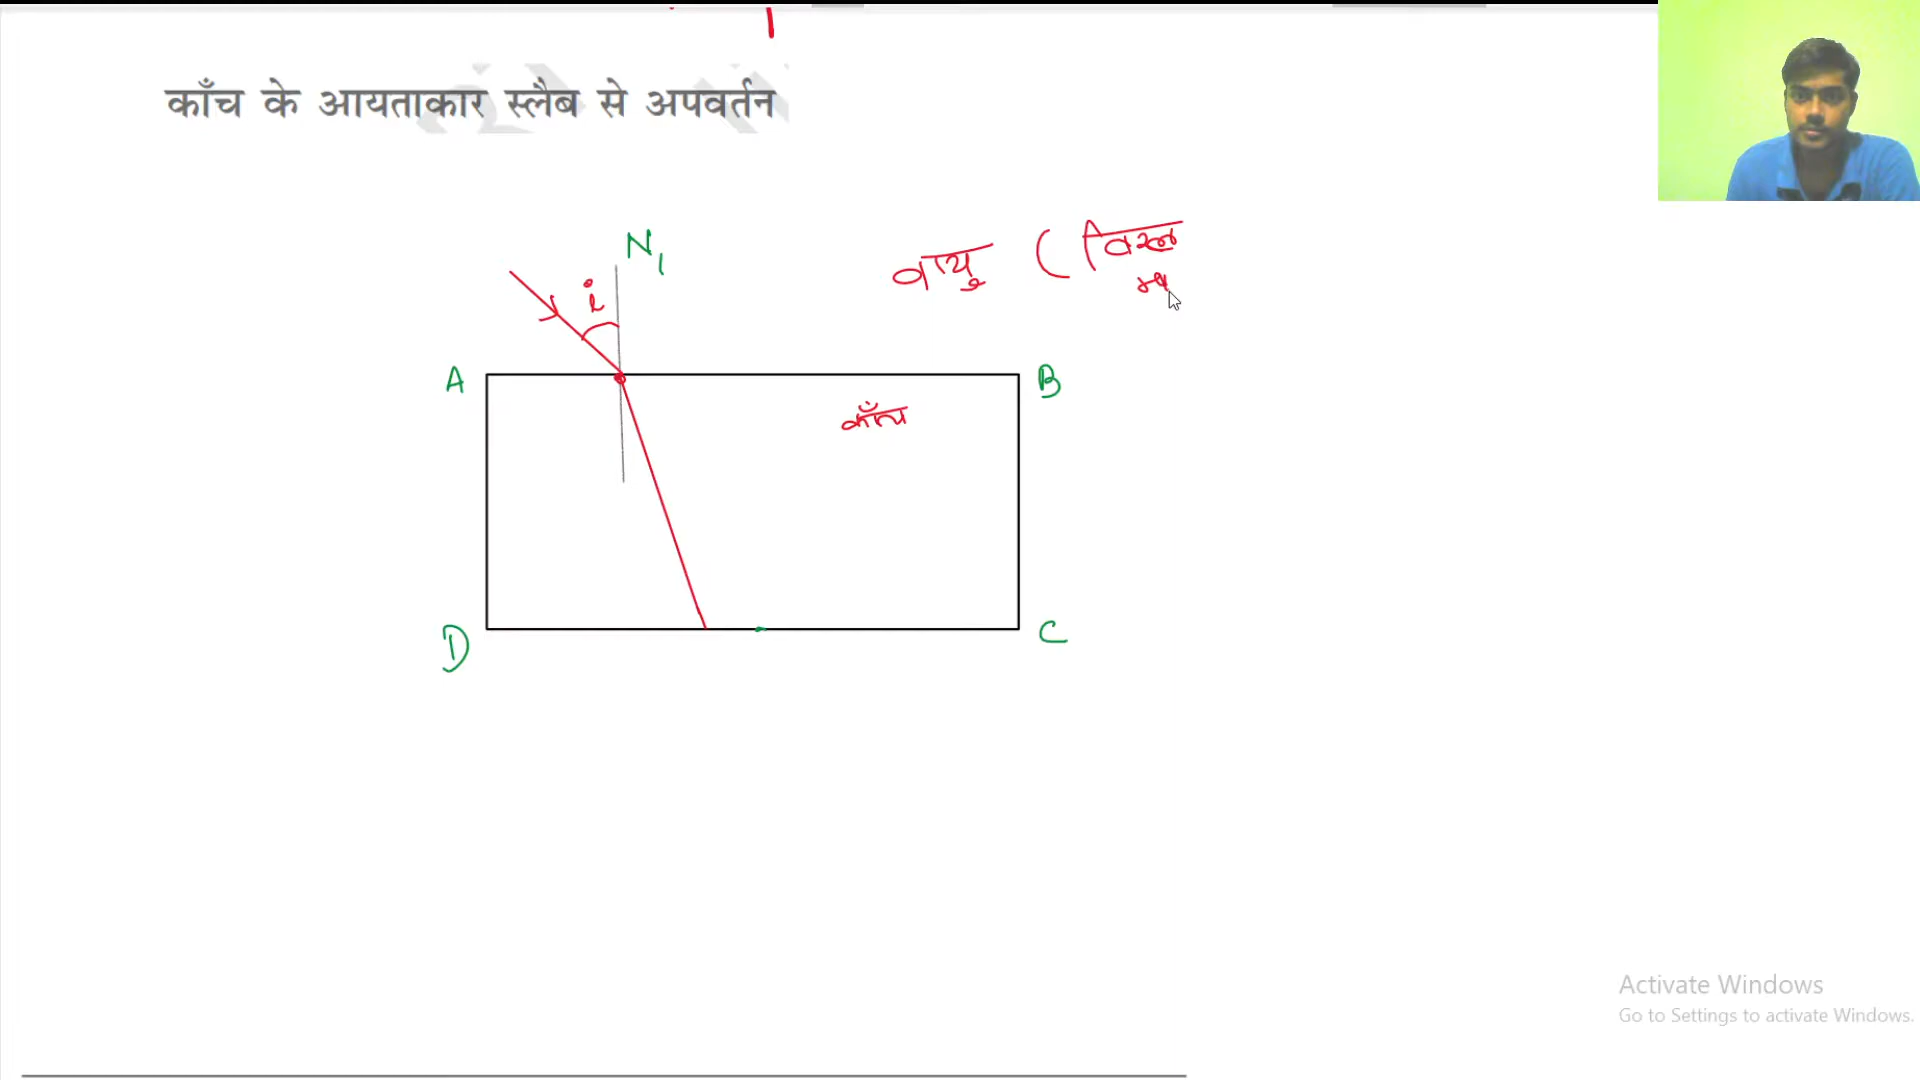 काँच के आयताकार स्लैब से अपवर्तन
N₁
i
वायु ( विरल
A
B
काँच
D
C
Activate Windows
Go to Settings to activate Windows.